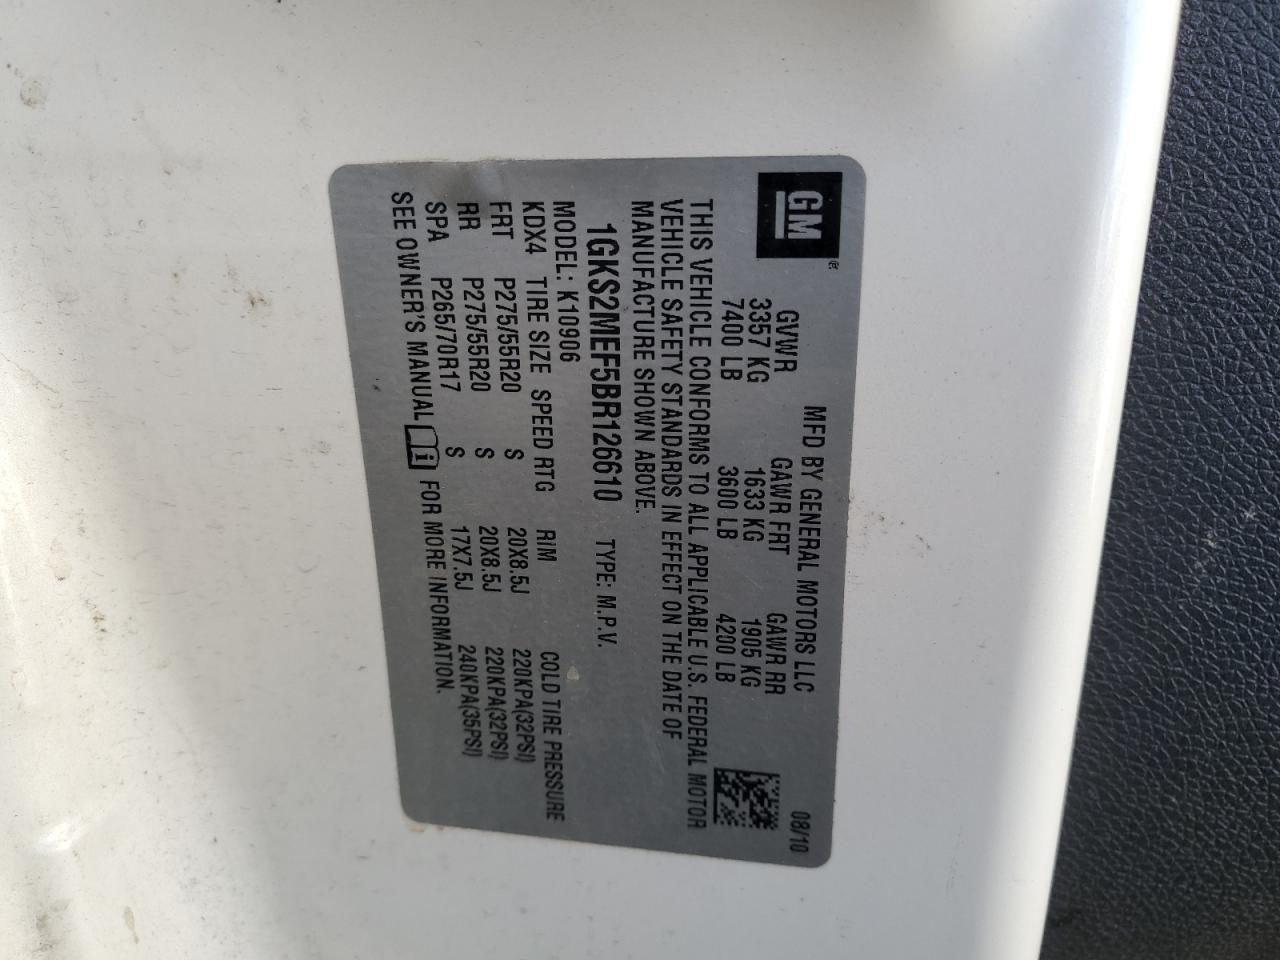 GM
®
MFD BY GENERAL MOTORS LLC 08/10
GVWR GAWR FRT GAWR RR
3357 KG 1633 KG 1905 KG
7400 LB 3600 LB 4200 LB
THIS VEHICLE CONFORMS TO ALL APPLICABLE U.S. FEDERAL MOTOR
VEHICLE SAFETY STANDARDS IN EFFECT ON THE DATE OF
MANUFACTURE SHOWN ABOVE.
1GKS2MEF5BR126610 TYPE: M.P.V.
MODEL: K10906
KDX4 TIRE SIZE SPEED RTG RIM COLD TIRE PRESSURE
FRT P275/55R20 S 20X8.5J 220KPA(32PSI)
RR P275/55R20 S 20X8.5J 220KPA(32PSI)
SPA P265/70R17 S 17X7.5J 240KPA(35PSI)
SEE OWNER'S MANUAL i FOR MORE INFORMATION.